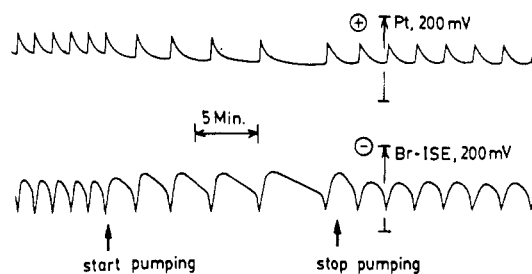 ⊕ Pt, 200 mV
5 Min.
⊖ Br-ISE, 200 mV
start pumping
stop pumping